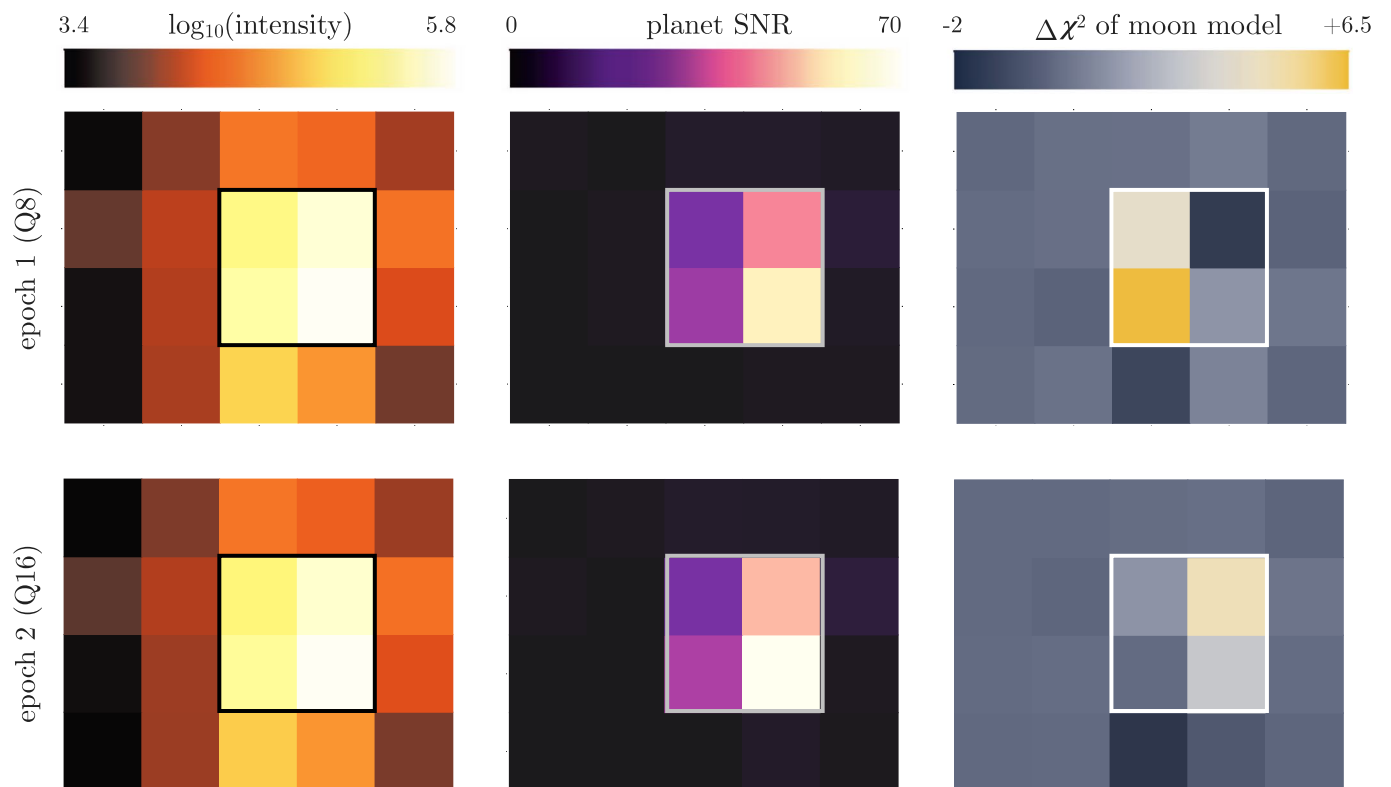 log₁₀(intensity)
3.4 5.8
planet SNR
0 70
Δχ² of moon model
-2 +6.5
epoch 1 (Q8)
epoch 2 (Q16)